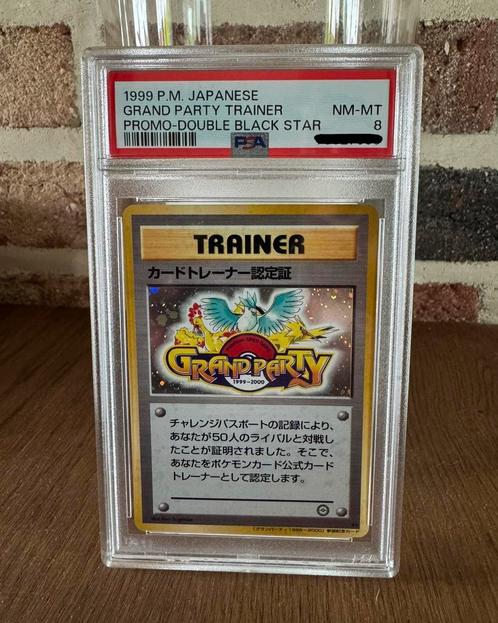 1999 P.M. JAPANESE
GRAND PARTY TRAINER NM-MT
PROMO-DOUBLE BLACK STAR 8
PSA
TRAINER
カードトレーナー認定証
GRAND PARTY
1999-2000
チャレンジパスポートの記録により、
あなたが50人のライバルと対戦し
たことが証明されました。そこで、
あなたをポケモンカード公式カード
トレーナーとして認定します。